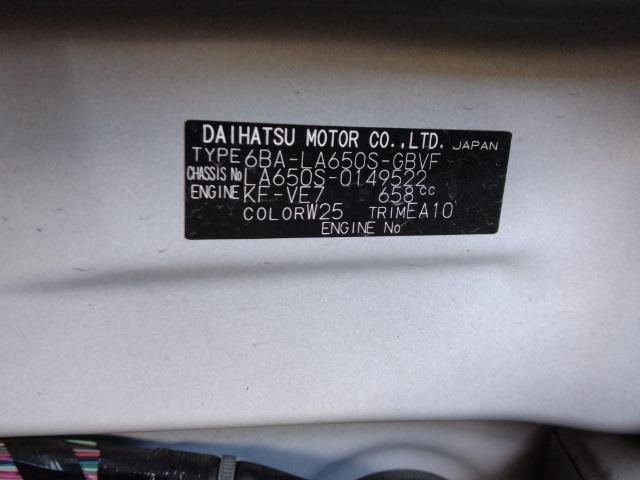 DAIHATSU MOTOR CO.,LTD. JAPAN
TYPE 6BA-LA650S-GBVF
CHASSIS No LA650S-0149522
ENGINE KF-VE7 658cc
COLOR W25 TRIM EA10
ENGINE No